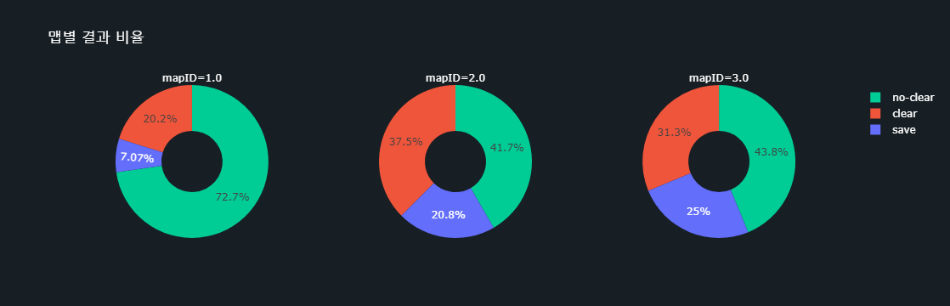 맵별 결과 비율
mapID=1.0
mapID=2.0
mapID=3.0
20.2%
7.07%
72.7%
37.5%
41.7%
20.8%
31.3%
43.8%
25%
no-clear
clear
save